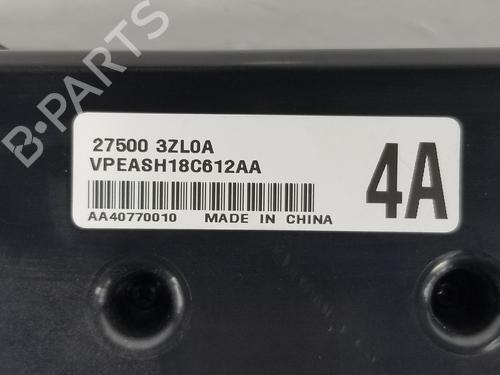 27500 3ZL0A
VPEASH18C612AA
4A
AA40770010 MADE IN CHINA
B-PARTS